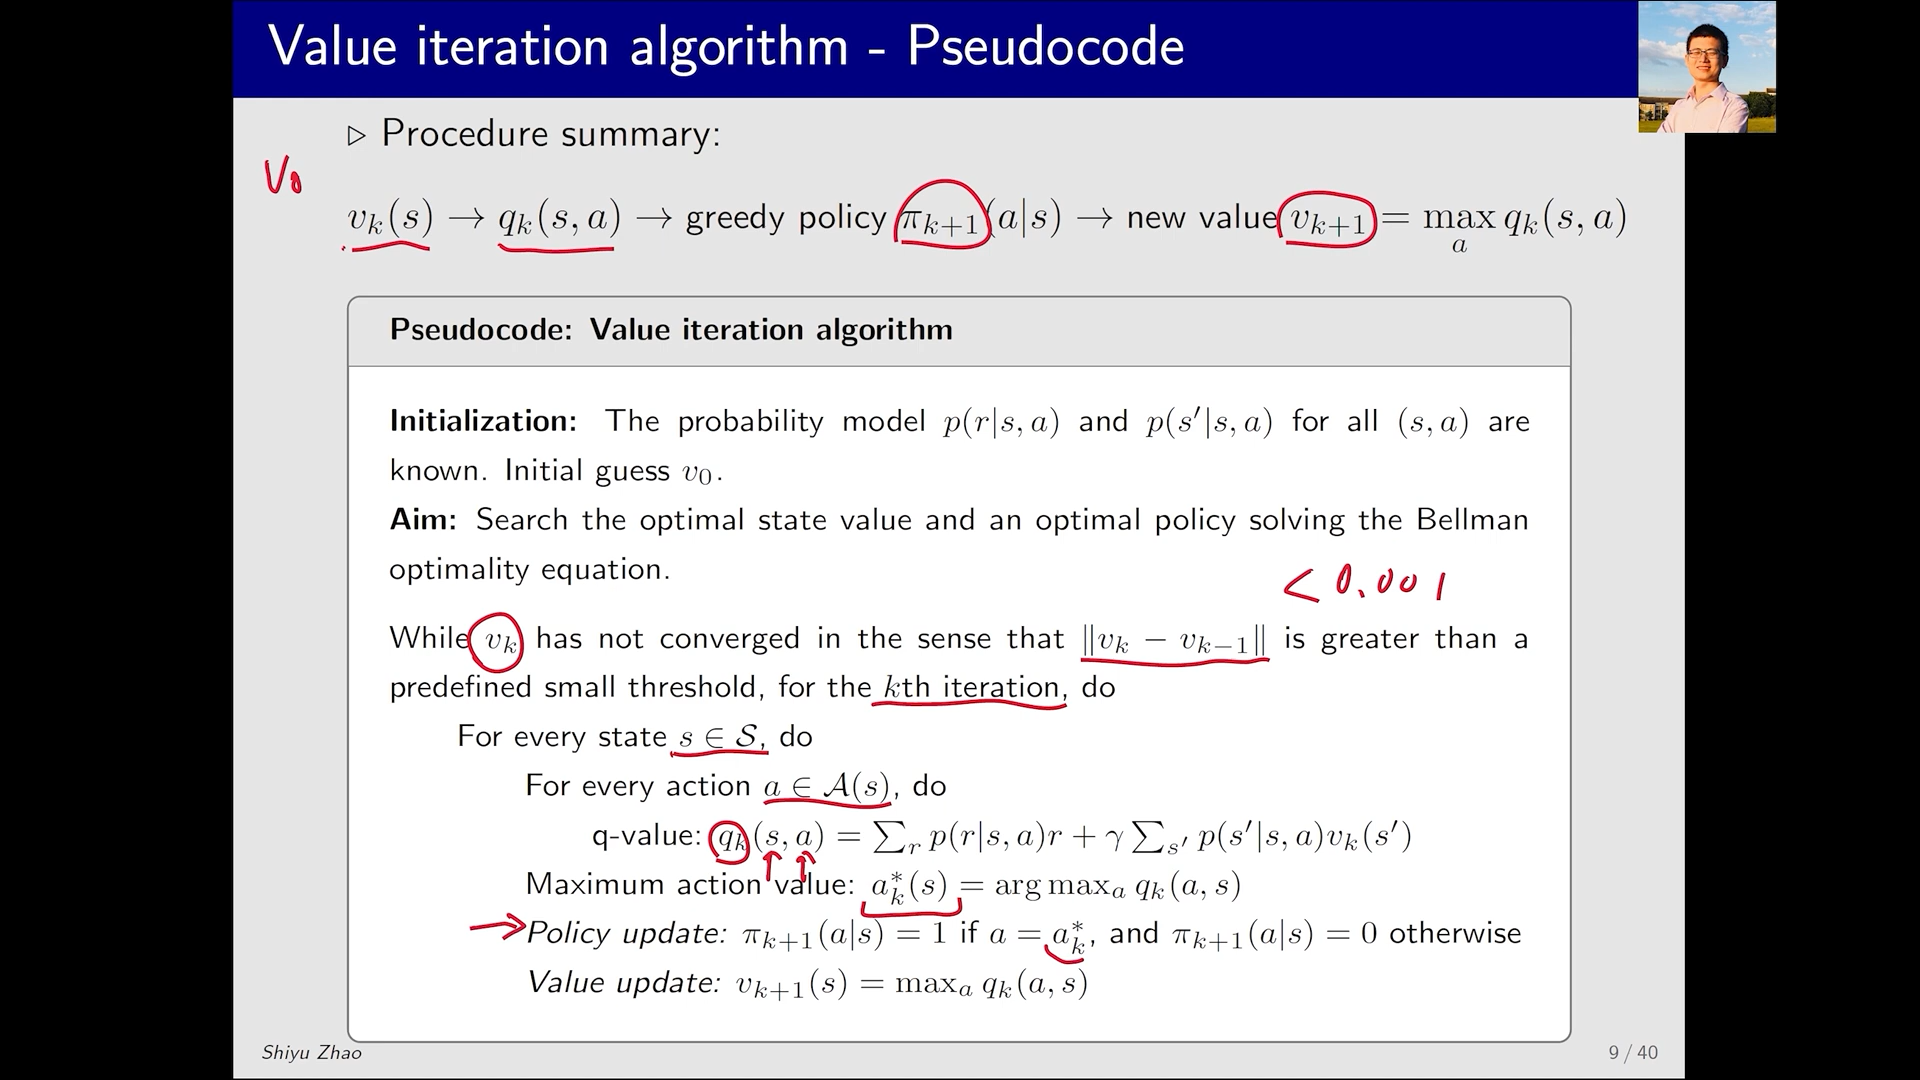 Value iteration algorithm - Pseudocode
▷ Procedure summary:
v₀
vₖ(s) → qₖ(s, a) → greedy policy πₖ₊₁(a|s) → new value vₖ₊₁ = maxₐ qₖ(s, a)
Pseudocode: Value iteration algorithm
Initialization: The probability model p(r|s, a) and p(s′|s, a) for all (s, a) are
known. Initial guess v₀.
Aim: Search the optimal state value and an optimal policy solving the Bellman
optimality equation.
< 0.001
While vₖ has not converged in the sense that ‖vₖ − vₖ₋₁‖ is greater than a
predefined small threshold, for the kth iteration, do
For every state s ∈ 𝒮, do
For every action a ∈ 𝒜(s), do
q-value: qₖ(s, a) = ∑ᵣ p(r|s, a)r + γ ∑ₛ′ p(s′|s, a)vₖ(s′)
Maximum action value: a*ₖ(s) = arg maxₐ qₖ(a, s)
Policy update: πₖ₊₁(a|s) = 1 if a = a*ₖ, and πₖ₊₁(a|s) = 0 otherwise
Value update: vₖ₊₁(s) = maxₐ qₖ(a, s)
Shiyu Zhao
9 / 40